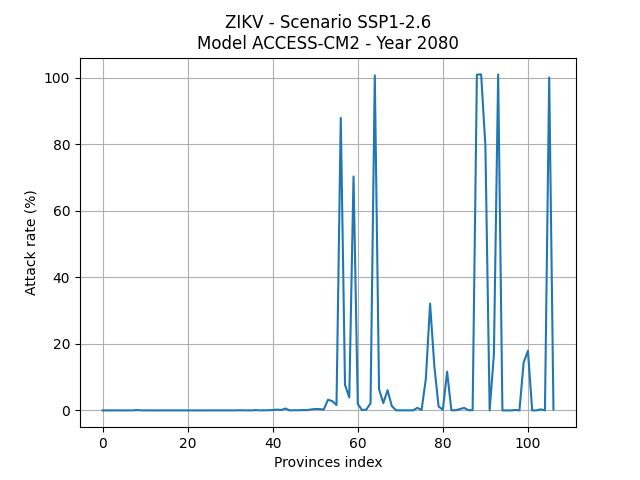 ZIKV - Scenario SSP1-2.6
Model ACCESS-CM2 - Year 2080
100
80
60
40
20
0
Attack rate (%)
0 20 40 60 80 100
Provinces index